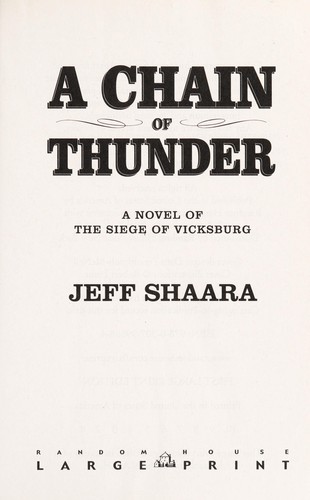 A CHAIN
OF
THUNDER
A NOVEL OF
THE SIEGE OF VICKSBURG
JEFF SHAARA
RANDOM HOUSE
LARGE PRINT